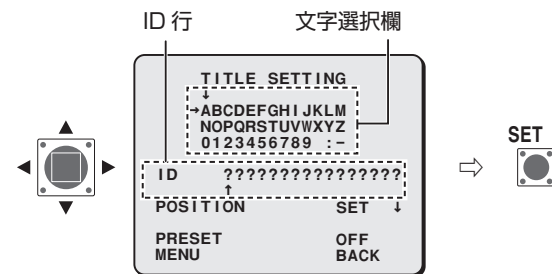 ID 行 文字選択欄
TITLE SETTING
↓
→ABCDEFGHIJKLM
NOPQRSTUVWXYZ
0123456789 :–
ID ????????????????
↑
POSITION SET ↓
PRESET OFF
MENU BACK
SET